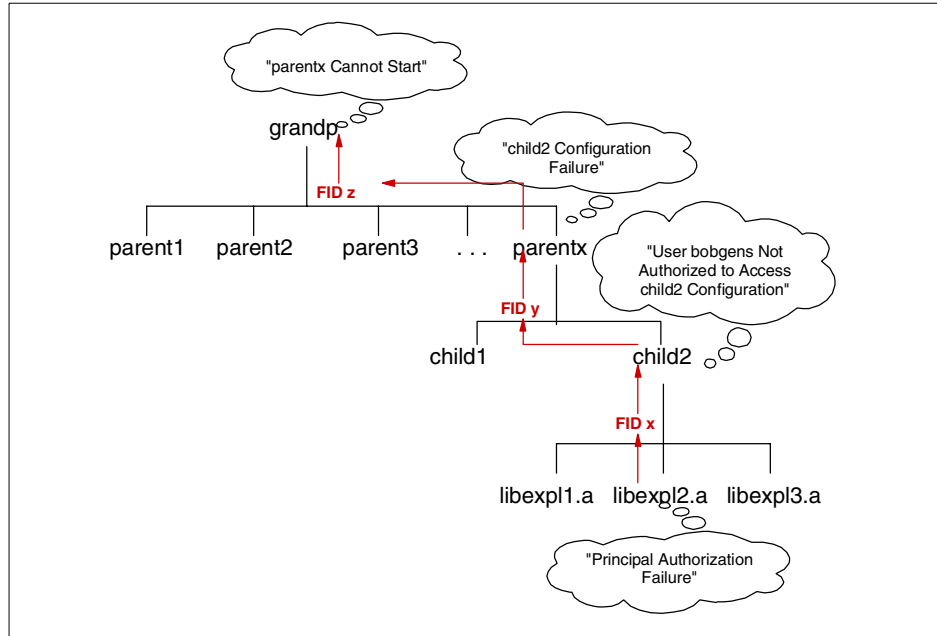 "parentx Cannot Start"
grandp
"child2 Configuration
Failure"
FID z
parent1 parent2 parent3 . . . parentx
"User bobgens Not
Authorized to Access
child2 Configuration"
FID y
child1 child2
FID x
libexpl1.a libexpl2.a libexpl3.a
"Principal Authorization
Failure"